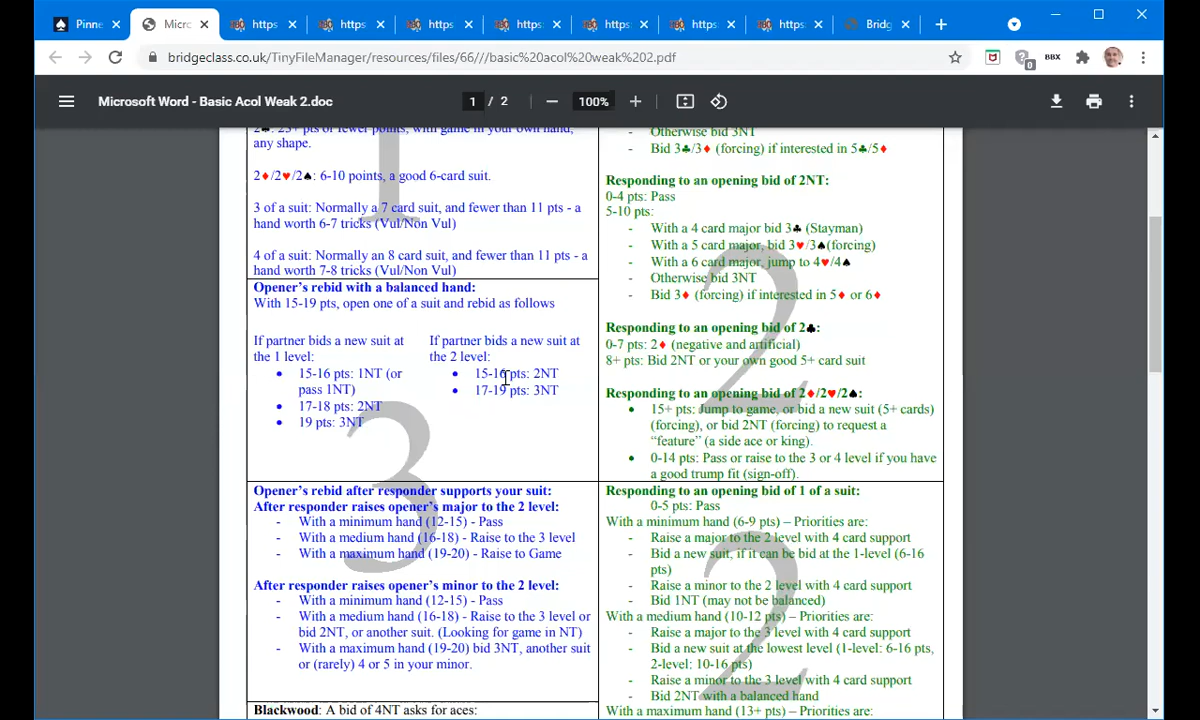 Pinne
Micro
https
https
https
https:
https:
https:
https:
Bridg
bridgeclass.co.uk/TinyFileManager/resources/files/66///basic%20acol%20weak%202.pdf
0
BBX
Microsoft Word - Basic Acol Weak 2.doc
1 / 2
100%
2♣: 23+ pts or fewer points, with game in your own hand,
any shape.
2♦/2♥/2♠: 6-10 points, a good 6-card suit.
3 of a suit: Normally a 7 card suit, and fewer than 11 pts - a
hand worth 6-7 tricks (Vul/Non Vul)
4 of a suit: Normally an 8 card suit, and fewer than 11 pts - a
hand worth 7-8 tricks (Vul/Non Vul)
1
Opener’s rebid with a balanced hand:
With 15-19 pts, open one of a suit and rebid as follows
If partner bids a new suit at
the 1 level:
• 15-16 pts: 1NT (or
pass 1NT)
• 17-18 pts: 2NT
• 19 pts: 3NT
If partner bids a new suit at
the 2 level:
• 15-16 pts: 2NT
• 17-19 pts: 3NT
3
Opener’s rebid after responder supports your suit:
After responder raises opener’s major to the 2 level:
- With a minimum hand (12-15) - Pass
- With a medium hand (16-18) - Raise to the 3 level
- With a maximum hand (19-20) - Raise to Game
After responder raises opener’s minor to the 2 level:
- With a minimum hand (12-15) - Pass
- With a medium hand (16-18) - Raise to the 3 level or
bid 2NT, or another suit. (Looking for game in NT)
- With a maximum hand (19-20) bid 3NT, another suit
or (rarely) 4 or 5 in your minor.
Blackwood: A bid of 4NT asks for aces:
- Otherwise bid 3NT
- Bid 3♣/3♦ (forcing) if interested in 5♣/5♦
Responding to an opening bid of 2NT:
0-4 pts: Pass
5-10 pts:
- With a 4 card major bid 3♣ (Stayman)
- With a 5 card major, bid 3♥/3♠(forcing)
- With a 6 card major, jump to 4♥/4♠
- Otherwise bid 3NT
- Bid 3♦ (forcing) if interested in 5♦ or 6♦
2
Responding to an opening bid of 2♣:
0-7 pts: 2♦ (negative and artificial)
8+ pts: Bid 2NT or your own good 5+ card suit
Responding to an opening bid of 2♦/2♥/2♠:
• 15+ pts: Jump to game, or bid a new suit (5+ cards)
(forcing), or bid 2NT (forcing) to request a
“feature” (a side ace or king).
• 0-14 pts: Pass or raise to the 3 or 4 level if you have
a good trump fit (sign-off).
Responding to an opening bid of 1 of a suit:
0-5 pts: Pass
With a minimum hand (6-9 pts) – Priorities are:
- Raise a major to the 2 level with 4 card support
- Bid a new suit, if it can be bid at the 1-level (6-16
pts)
- Raise a minor to the 2 level with 4 card support
- Bid 1NT (may not be balanced)
With a medium hand (10-12 pts) – Priorities are:
- Raise a major to the 3 level with 4 card support
- Bid a new suit at the lowest level (1-level: 6-16 pts,
2-level: 10-16 pts)
- Raise a minor to the 3 level with 4 card support
- Bid 2NT with a balanced hand
With a maximum hand (13+ pts) – Priorities are:
2